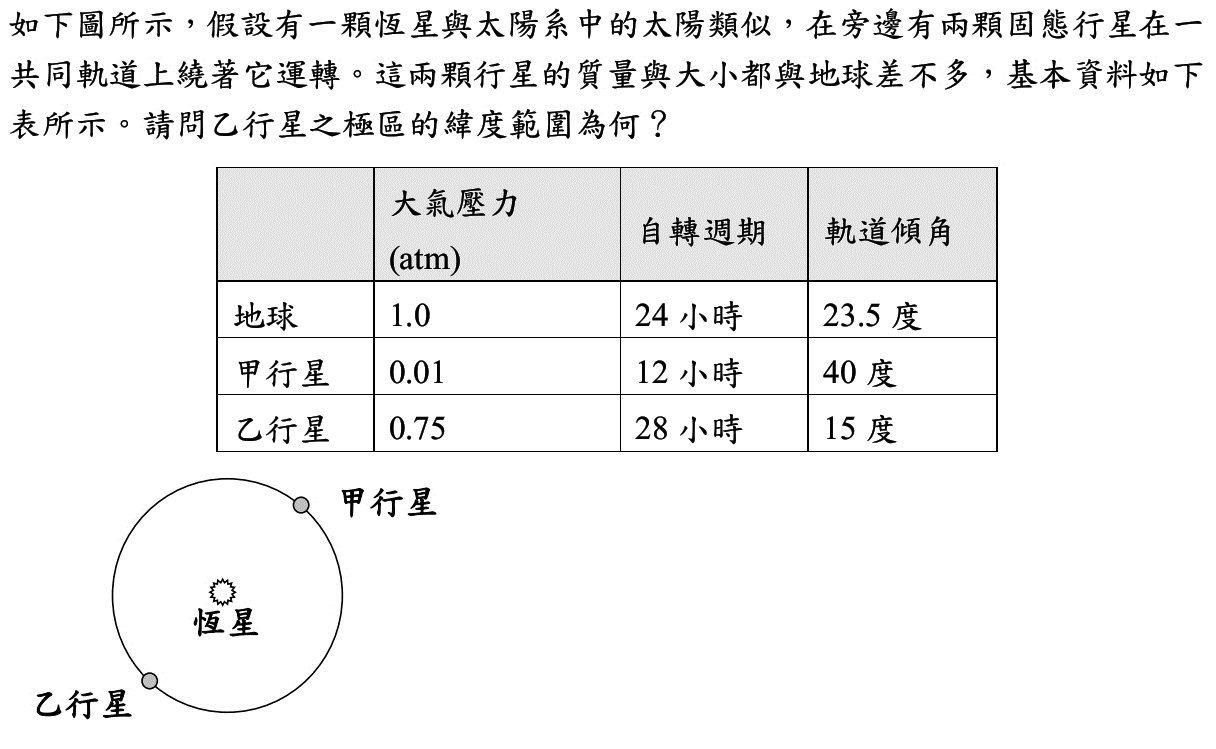 如下圖所示，假設有一顆恆星與太陽系中的太陽類似，在旁邊有兩顆固態行星在一
共同軌道上繞著它運轉。這兩顆行星的質量與大小都與地球差不多，基本資料如下
表所示。請問乙行星之極區的緯度範圍為何？
大氣壓力
(atm) 自轉週期 軌道傾角
地球 1.0 24 小時 23.5 度
甲行星 0.01 12 小時 40 度
乙行星 0.75 28 小時 15 度
甲行星
恆星
乙行星